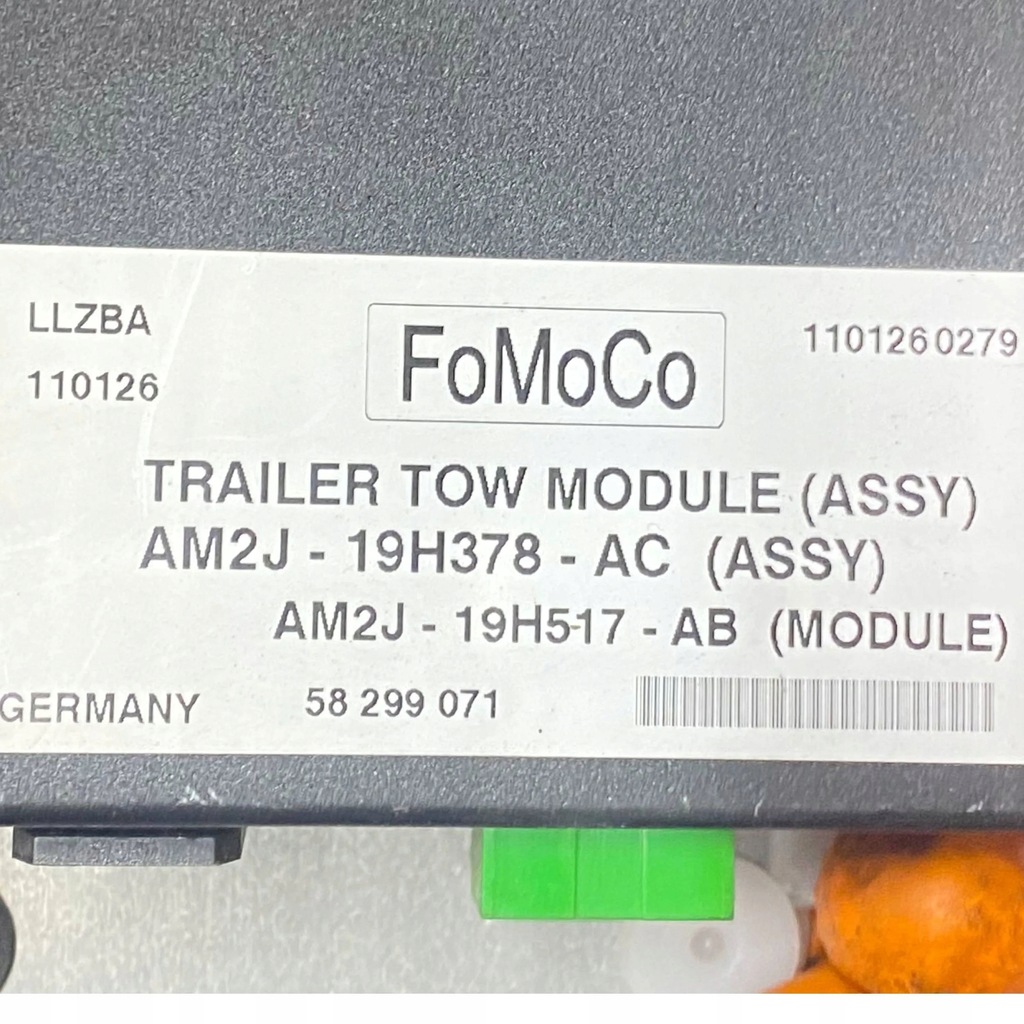 LLZBA
110126
FoMoCo
1101260279
TRAILER TOW MODULE (ASSY)
AM2J - 19H378 - AC (ASSY)
AM2J - 19H517 - AB (MODULE)
GERMANY 58 299 071